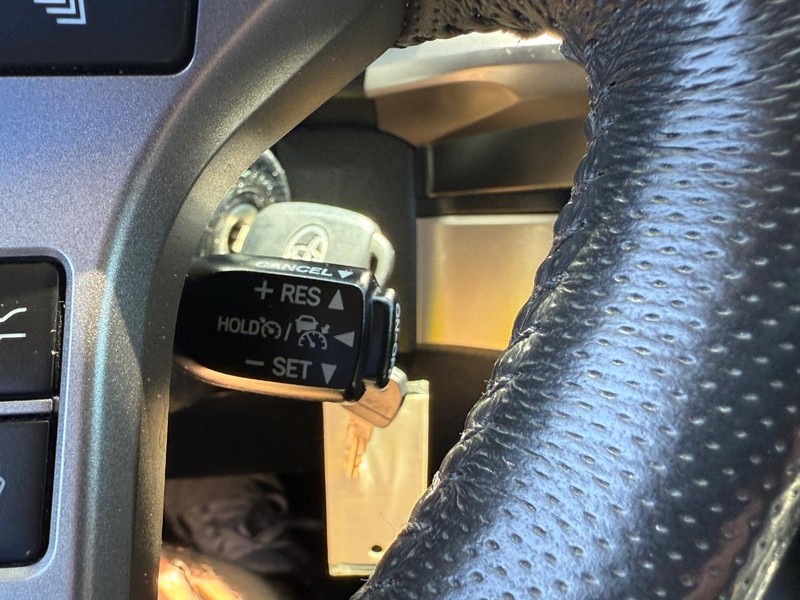 CANCEL
+ RES
HOLD /
− SET